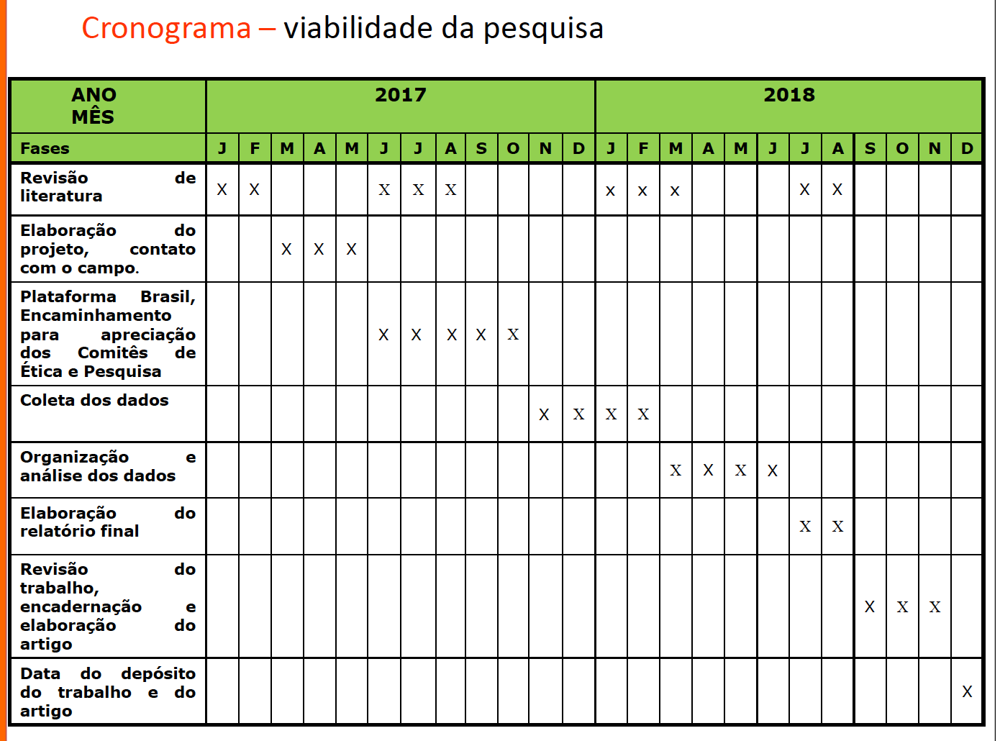 Cronograma – viabilidade da pesquisa
ANO 2017 2018
MÊS
Fases J F M A M J J A S O N D J F M A M J J A S O N D
Revisão de
literatura X X X X X x x x X X
Elaboração do
projeto, contato X X X
com o campo.
Plataforma Brasil,
Encaminhamento
para apreciação X X X X X
dos Comitês de
Ética e Pesquisa
Coleta dos dados X X X X
Organização e
análise dos dados X X X X
Elaboração do
relatório final X X
Revisão do
trabalho,
encadernação e X X X
elaboração do
artigo
Data do depósito
do trabalho e do X
artigo